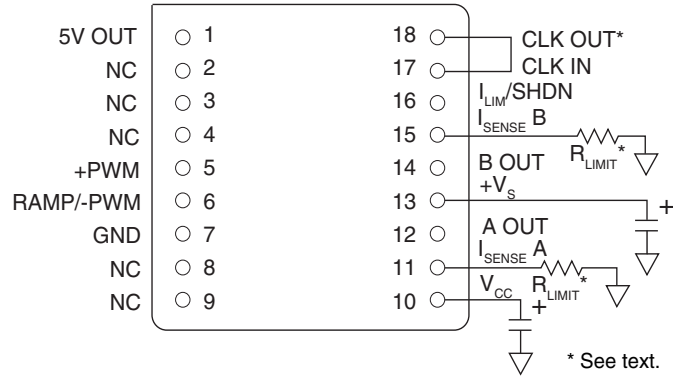 5V OUT 1 18 CLK OUT*
NC 2 17 CLK IN
NC 3 16 I_LIM/SHDN
NC 4 15 I_SENSE B
R_LIMIT*
+PWM 5 14 B OUT
RAMP/-PWM 6 13 +V_S
+
GND 7 12 A OUT
NC 8 11 I_SENSE A
R_LIMIT*
NC 9 10 V_CC
+
* See text.